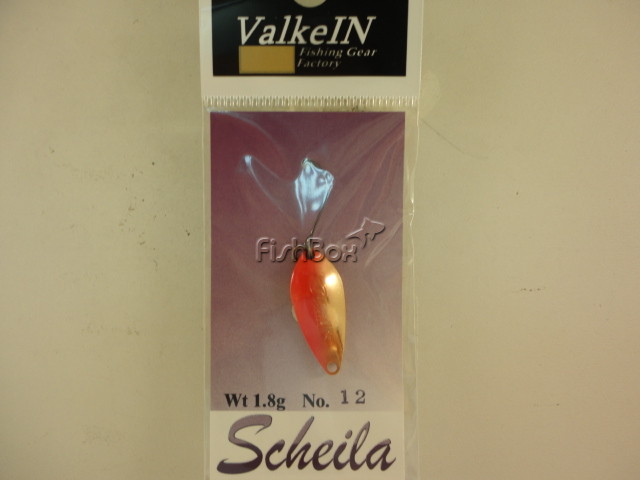 ValkeIN
Fishing Gear
Factory
FishBox
Wt 1.8g No. 12
Scheila